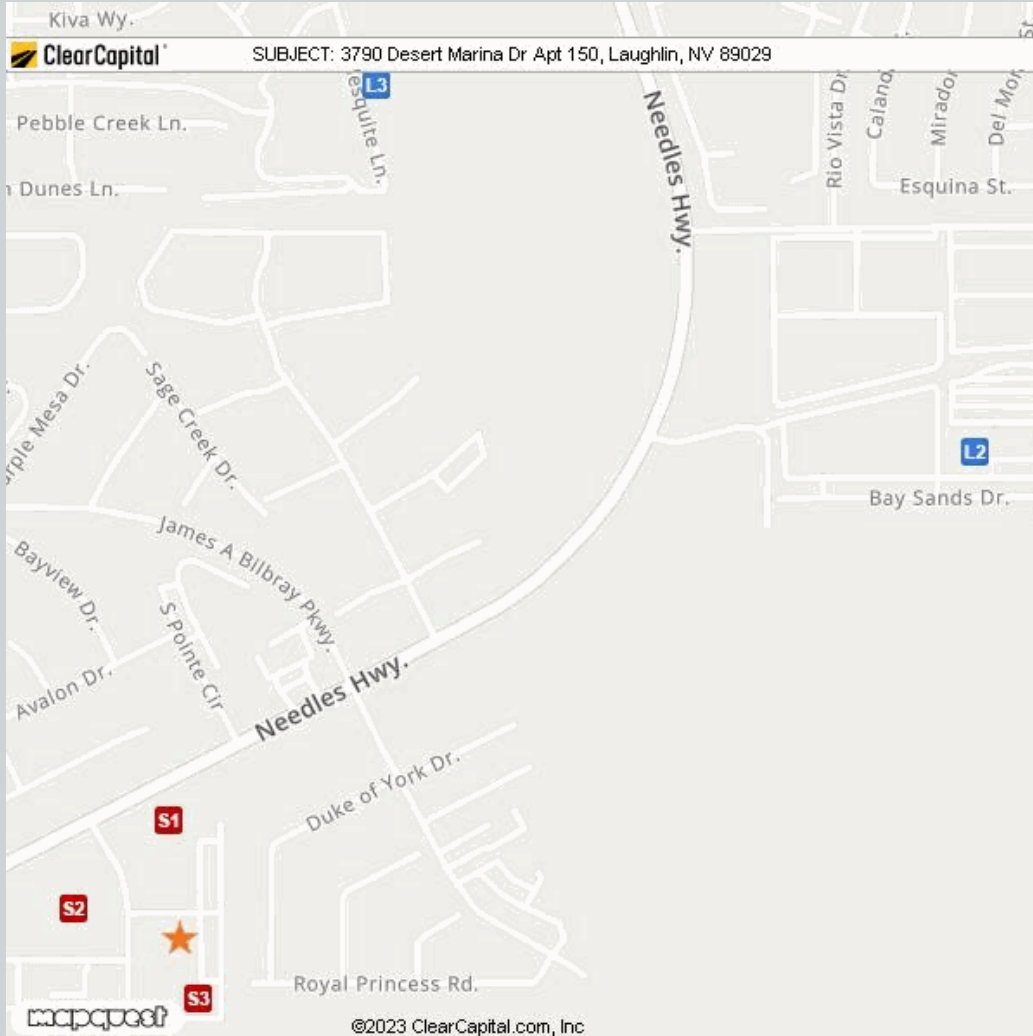 Kiva Wy.
ClearCapital
SUBJECT: 3790 Desert Marina Dr Apt 150, Laughlin, NV 89029
L3
Needles Hwy.
Rio Vista Dr.
Mirador
Pebble Creek Ln.
Dunes Ln.
Esquina St.
Sage Creek Dr.
L2
Bay Sands Dr.
James A Bilbray Pkwy.
Bayview Dr.
S Pointe Cir
Avalon Dr.
Needles Hwy.
Duke of York Dr.
S1
S2
S3
Royal Princess Rd.
mapquest
©2023 ClearCapital.com, Inc